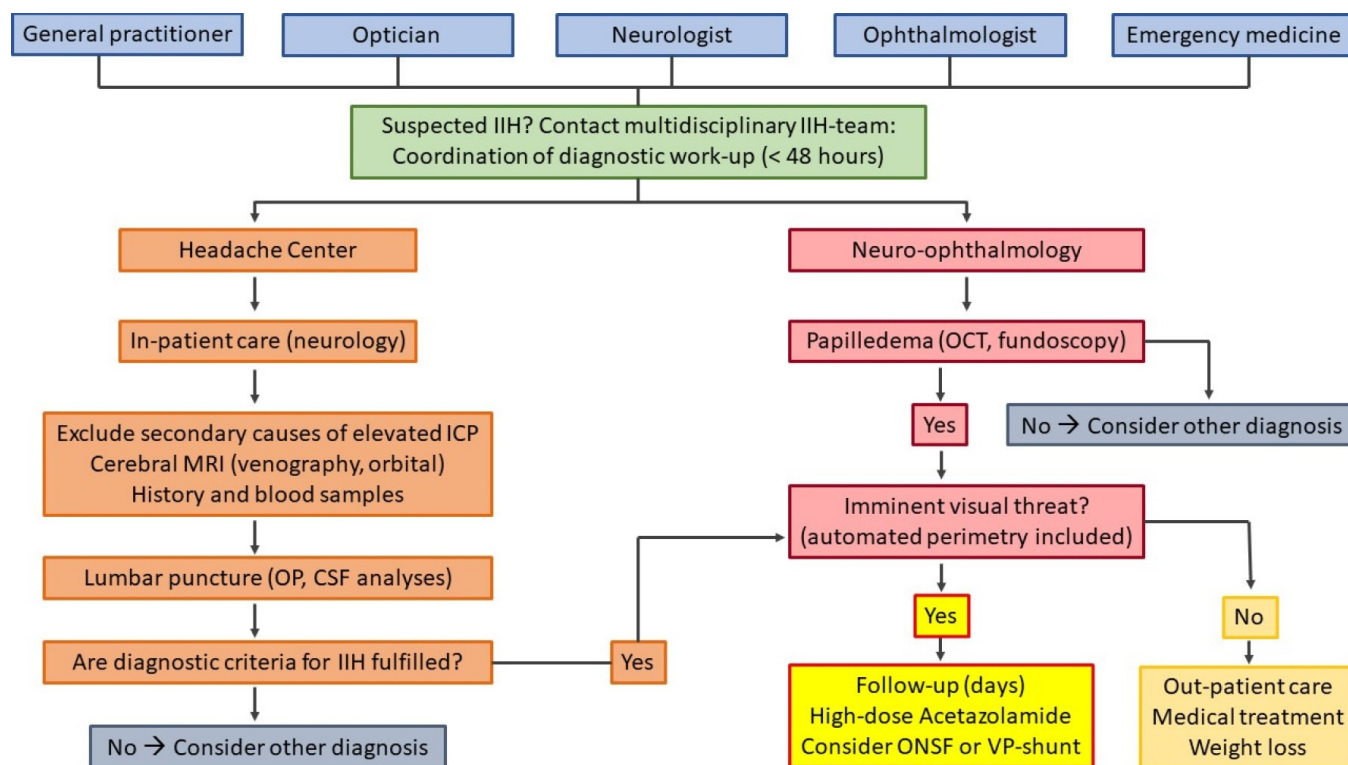 General practitioner
Optician
Neurologist
Ophthalmologist
Emergency medicine
Suspected IIH? Contact multidisciplinary IIH-team:
Coordination of diagnostic work-up (< 48 hours)
Headache Center
In-patient care (neurology)
Exclude secondary causes of elevated ICP
Cerebral MRI (venography, orbital)
History and blood samples
Lumbar puncture (OP, CSF analyses)
Are diagnostic criteria for IIH fulfilled?
Yes
No → Consider other diagnosis
Neuro-ophthalmology
Papilledema (OCT, fundoscopy)
Yes
No → Consider other diagnosis
Imminent visual threat?
(automated perimetry included)
Yes
Follow-up (days)
High-dose Acetazolamide
Consider ONSF or VP-shunt
No
Out-patient care
Medical treatment
Weight loss